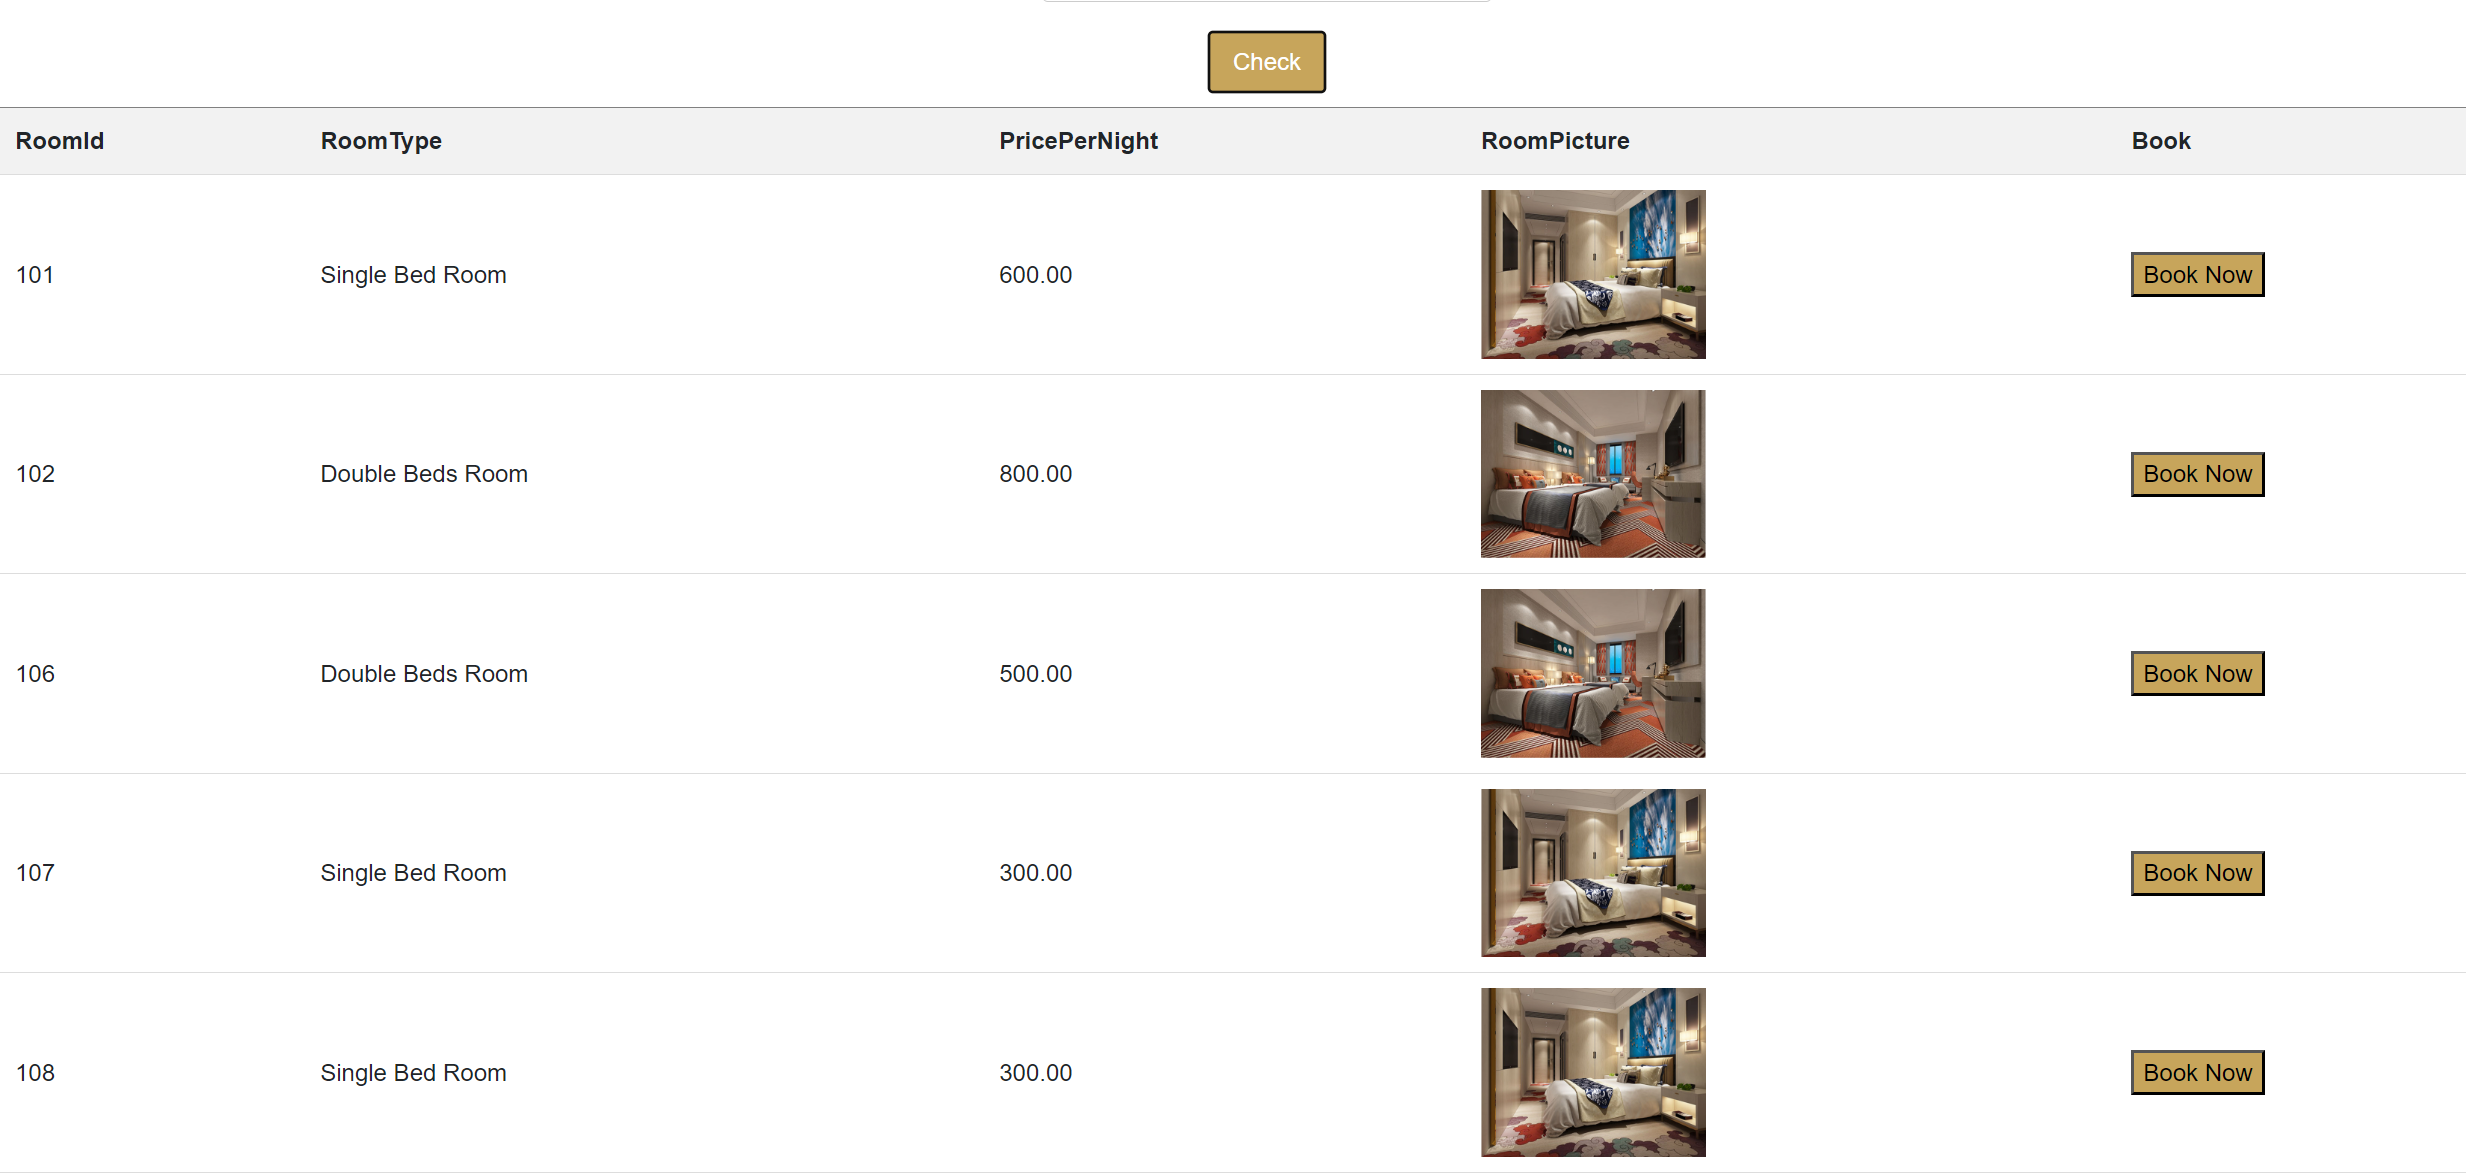 Check
RoomId RoomType PricePerNight RoomPicture Book
101 Single Bed Room 600.00 Book Now
102 Double Beds Room 800.00 Book Now
106 Double Beds Room 500.00 Book Now
107 Single Bed Room 300.00 Book Now
108 Single Bed Room 300.00 Book Now